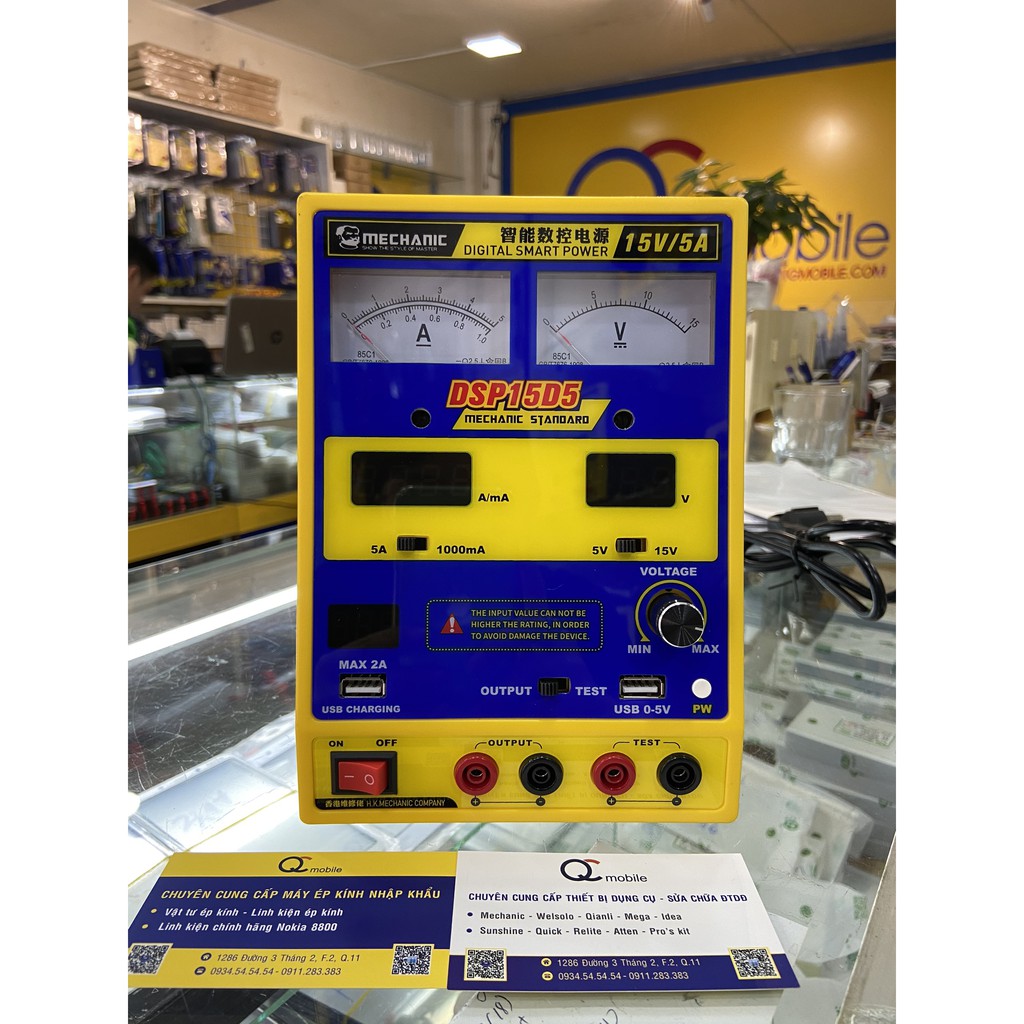 QC
mobile
GMOBILE.COM
MECHANIC
SHOW THE STYLE OF MASTER
智能数控电源
DIGITAL SMART POWER
15V/5A
0 1 2 3 4 5
0 0.2 0.4 0.6 0.8 1.0
A
85C1
0 5 10 15
V
85C1
DSP15D5
MECHANIC STANDARD
A/mA
V
5A 1000mA
5V 15V
VOLTAGE
MIN MAX
THE INPUT VALUE CAN NOT BE
HIGHER THE RATING, IN ORDER
TO AVOID DAMAGE THE DEVICE.
MAX 2A
USB CHARGING
OUTPUT TEST
USB 0-5V
PW
ON OFF
OUTPUT
TEST
+ -
+ -
香港维修佬 H.K.MECHANIC COMPANY
QC mobile
CHUYÊN CUNG CẤP MÁY ÉP KÍNH NHẬP KHẨU
• Vật tư ép kính - Linh kiện ép kính
• Linh kiện chính hãng Nokia 8800
1286 Đường 3 Tháng 2, F.2, Q.11
0934.54.54.54 - 0911.283.383
QC mobile
CHUYÊN CUNG CẤP THIẾT BỊ DỤNG CỤ - SỬA CHỮA ĐTDĐ
• Mechanic - Welsolo - Qianli - Mega - Idea
• Sunshine - Quick - Relite - Atten - Pro's kit
1286 Đường 3 Tháng 2, F.2, Q.11
0934.54.54.54 - 0911.283.383